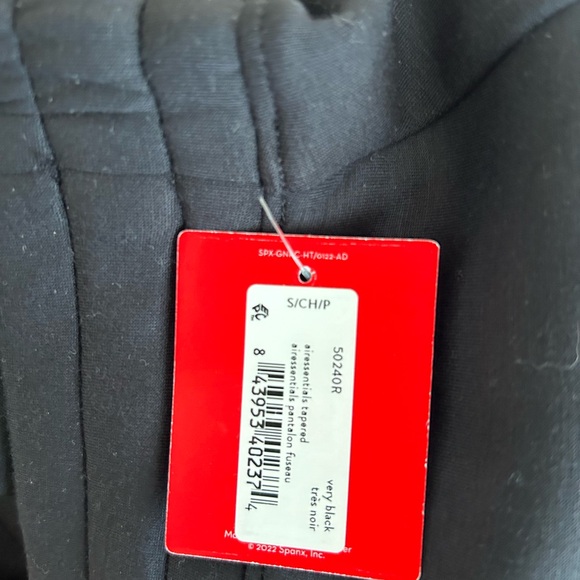 SPX-GNRC-HT/0122-AD
S/CH/P
50240R
very black
très noir
airessentials tapered
airessentials pantalon fuseau
8 43953 40237 4
© 2022 Spanx, Inc.